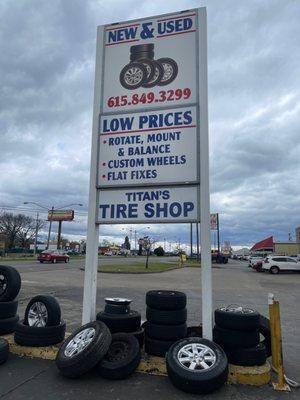 NEW & USED
615.849.3299
LOW PRICES
• ROTATE, MOUNT
& BALANCE
• CUSTOM WHEELS
• FLAT FIXES
TITAN'S
TIRE SHOP